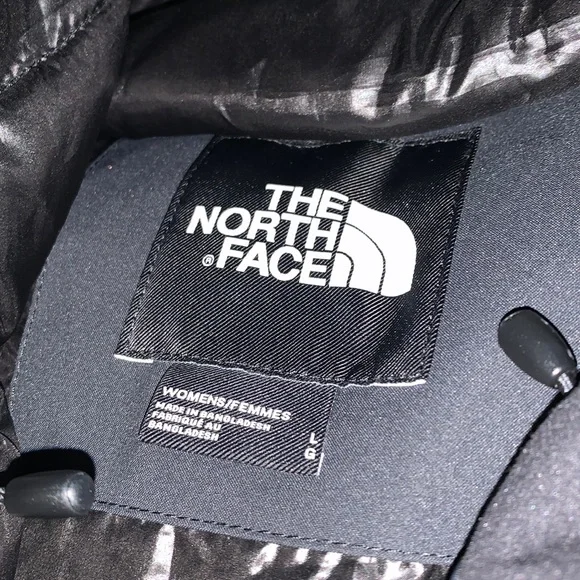 THE
NORTH
®FACE
WOMENS/FEMMES
MADE IN BANGLADESH
FABRIQUÉ AU
BANGLADESH
L
G